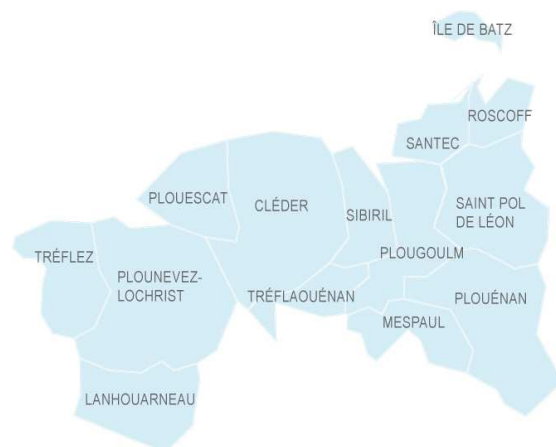 ÎLE DE BATZ
ROSCOFF
SANTEC
PLOUESCAT
CLÉDER
SIBIRIL
SAINT POL
DE LÉON
TRÉFLEZ
PLOUGOULM
PLOUNEVEZ-
LOCHRIST
TRÉFLAOUÉNAN
PLOUÉNAN
MESPAUL
LANHOUARNEAU